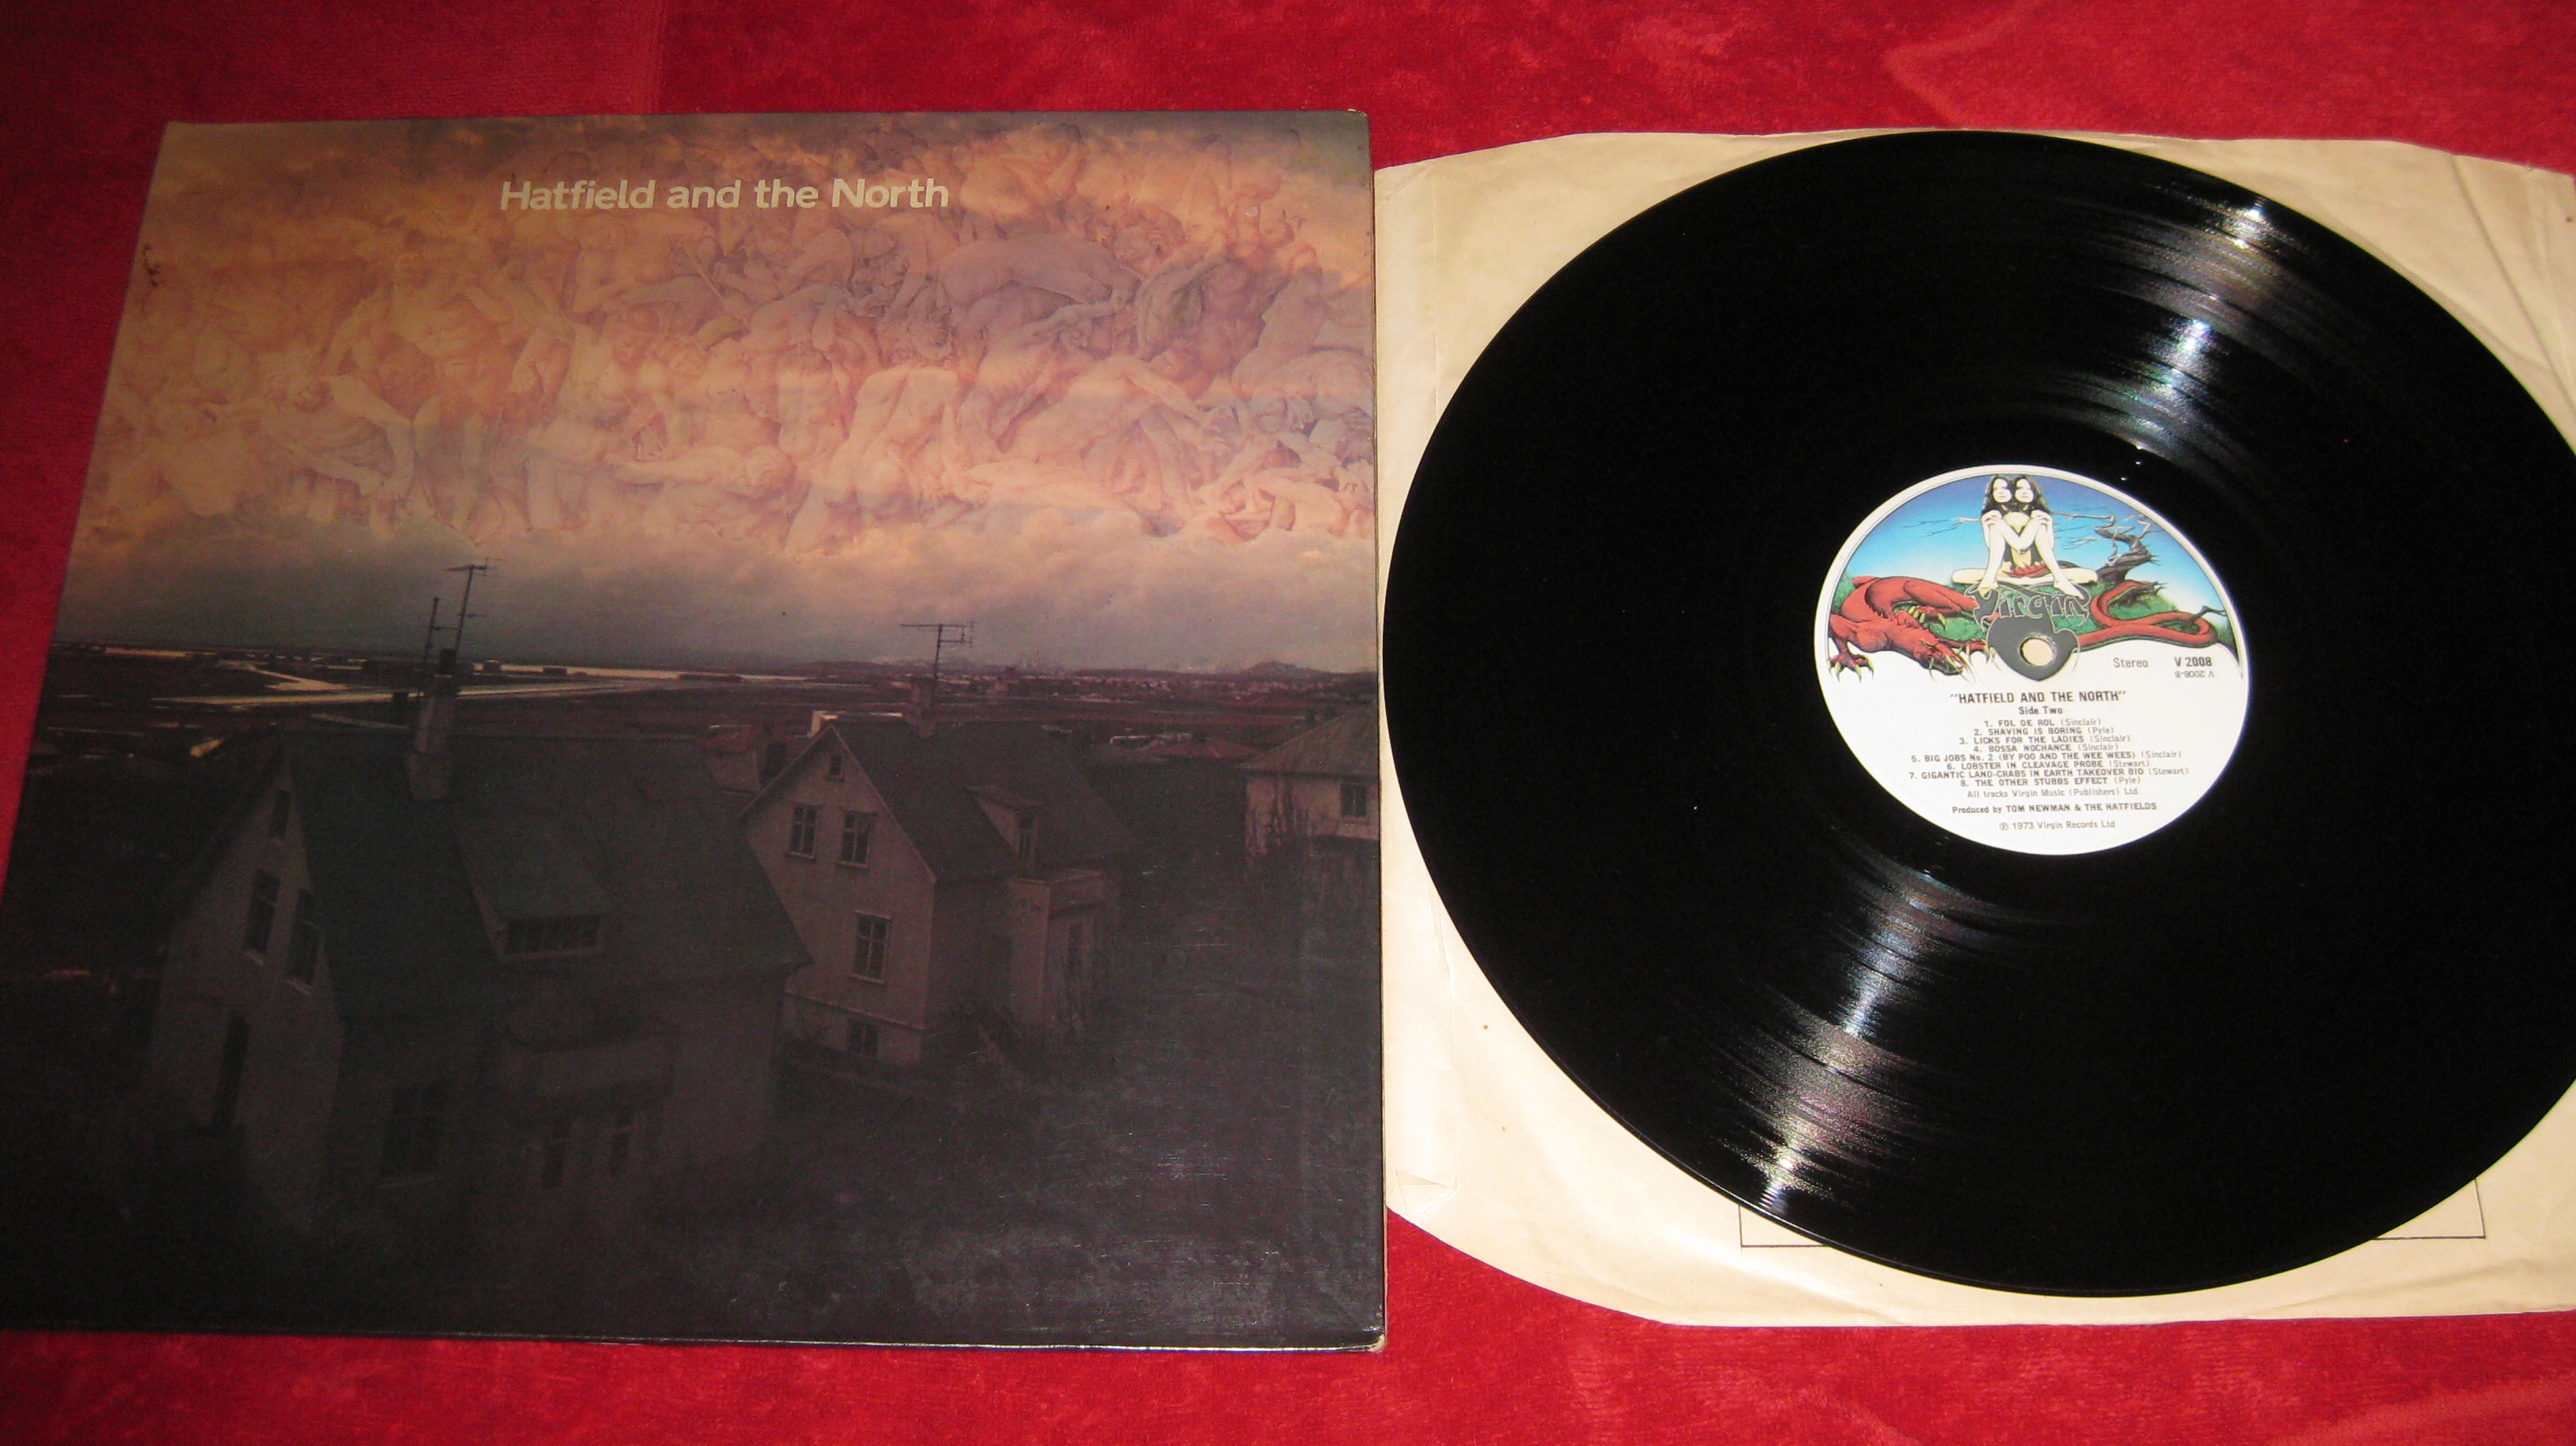 Hatfield and the North
Virgin
Stereo V 2008
V. 2008-B
"HATFIELD AND THE NORTH"
Side Two
1. FOL DE ROL (Sinclair)
2. SHAVING IS BORING (Pyle)
3. LICKS FOR THE LADIES (Sinclair)
4. BOSSA NOCHANCE (Sinclair)
5. BIG JOBS No. 2 (BY POO AND THE WEE WEES) (Sinclair)
6. LOBSTER IN CLEAVAGE PROBE (Stewart)
7. GIGANTIC LAND-CRABS IN EARTH TAKEOVER BID (Stewart)
8. THE OTHER STUBBS EFFECT (Pyle)
All tracks Virgin Music (Publishers) Ltd
Produced by TOM NEWMAN & THE HATFIELDS
℗ 1973 Virgin Records Ltd